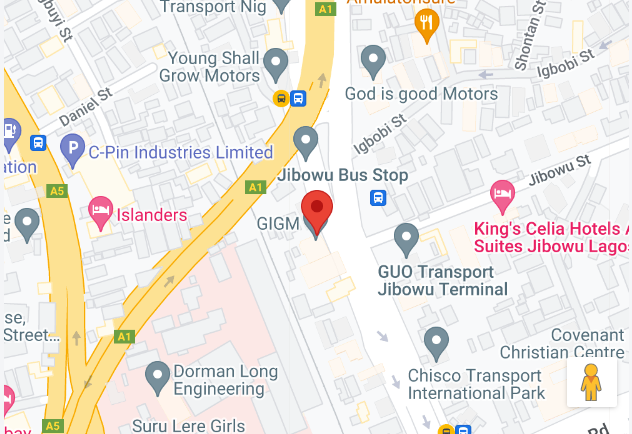 Transport Nig
A1
Amalatonsure
gbuyi St
Young Shall
Grow Motors
Shontan St
Igbobi St
God is good Motors
Daniel St
Igbobi St
P
C-Pin Industries Limited
ation
Jibowu Bus Stop
Jibowu St
A5
A1
Islanders
GIGM
King's Celia Hotels A
Suites Jibowu Lagos
e
d
GUO Transport
Jibowu Terminal
se,
Street...
A1
Covenant
Christian Centre
Dorman Long
Engineering
Chisco Transport
International Park
bay
A5
Suru Lere Girls
Rd